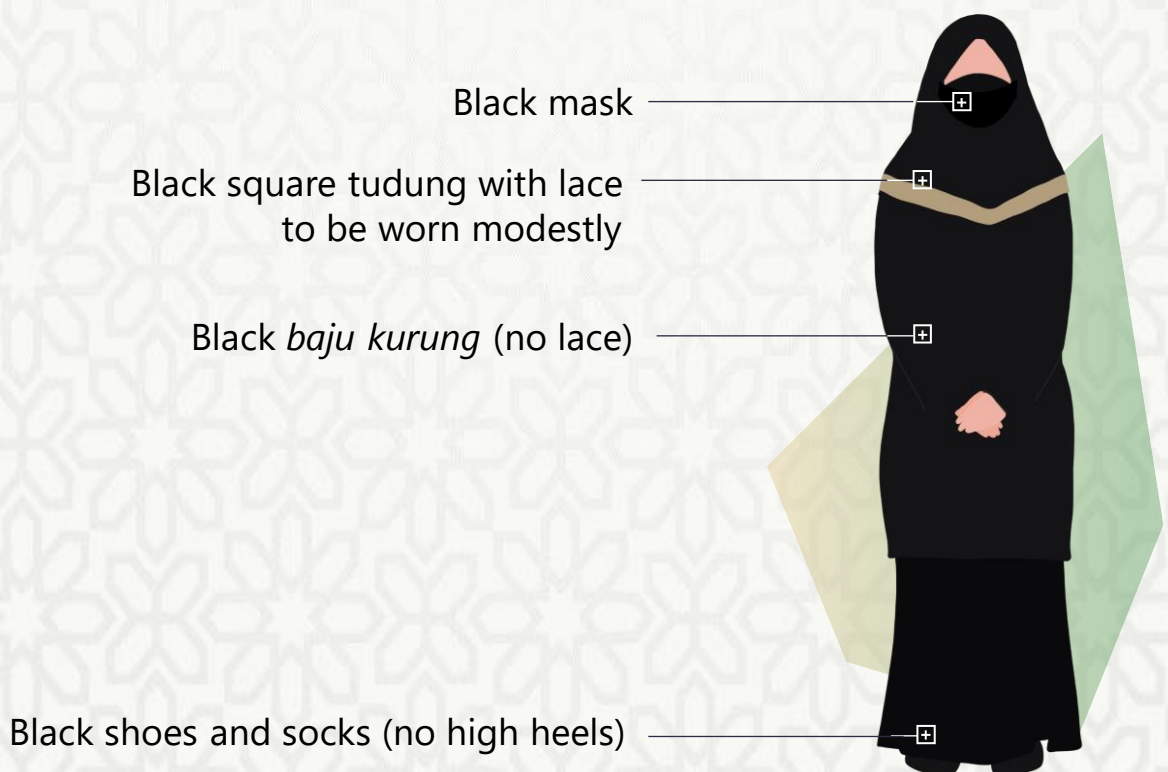 Black mask
Black square tudung with lace
to be worn modestly
Black baju kurung (no lace)
Black shoes and socks (no high heels)